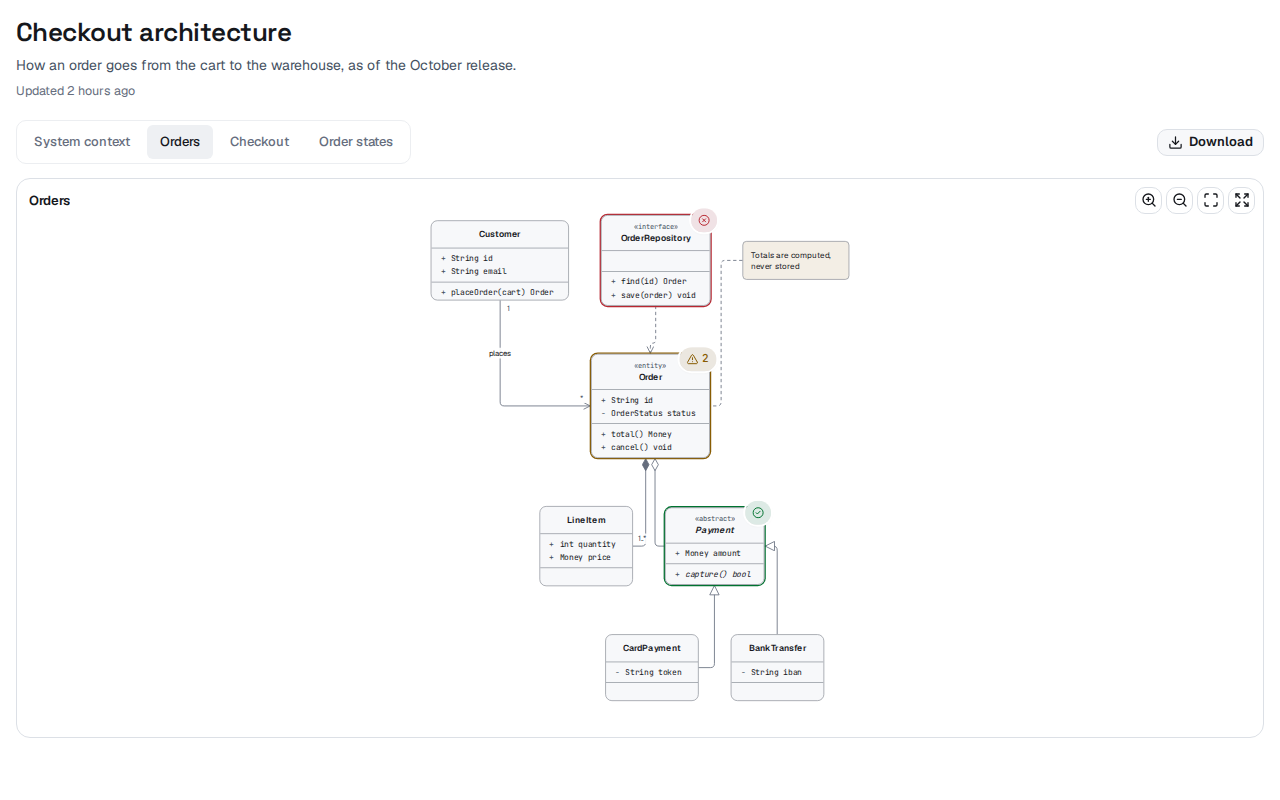 Checkout architecture
How an order goes from the cart to the warehouse, as of the October release.
Updated 2 hours ago
System context
Orders
Checkout
Order states
Download
Orders
Customer
+ String id
+ String email
+ placeOrder(cart) Order
«interface»
OrderRepository
+ find(id) Order
+ save(order) void
Totals are computed,
never stored
1
places
*
«entity»
Order
2
+ String id
- OrderStatus status
+ total() Money
+ cancel() void
LineItem
+ int quantity
+ Money price
1..*
«abstract»
Payment
+ Money amount
+ capture() bool
CardPayment
- String token
BankTransfer
- String iban